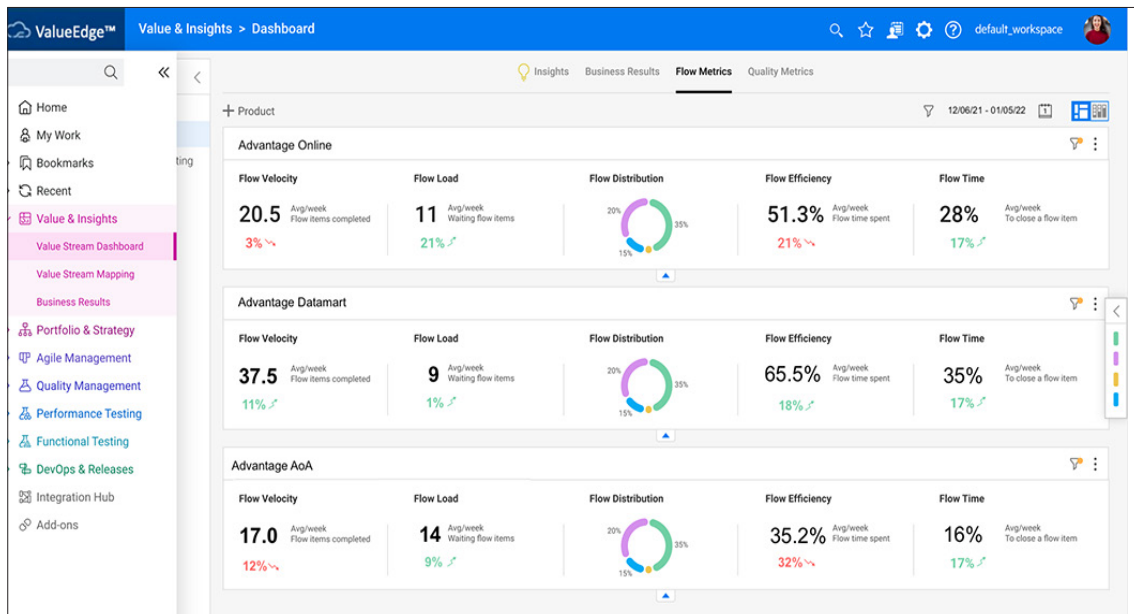 ValueEdge™
Value & Insights > Dashboard
default_workspace
Insights Business Results Flow Metrics Quality Metrics
Home
My Work
Bookmarks
Recent
Value & Insights
Value Stream Dashboard
Value Stream Mapping
Business Results
Portfolio & Strategy
Agile Management
Quality Management
Performance Testing
Functional Testing
DevOps & Releases
Integration Hub
Add-ons
ting
+ Product
12/06/21 - 01/05/22
1
Advantage Online
Flow Velocity Flow Load Flow Distribution Flow Efficiency Flow Time
20.5 Avg/week Flow items completed
3%
11 Avg/week Waiting flow items
21%
20%
35%
15%
51.3% Avg/week Flow time spent
21%
28% Avg/week To close a flow item
17%
Advantage Datamart
Flow Velocity Flow Load Flow Distribution Flow Efficiency Flow Time
37.5 Avg/week Flow items completed
11%
9 Avg/week Waiting flow items
1%
20%
35%
15%
65.5% Avg/week Flow time spent
18%
35% Avg/week To close a flow item
17%
Advantage AoA
Flow Velocity Flow Load Flow Distribution Flow Efficiency Flow Time
17.0 Avg/week Flow items completed
12%
14 Avg/week Waiting flow items
9%
20%
35%
15%
35.2% Avg/week Flow time spent
32%
16% Avg/week To close a flow item
17%